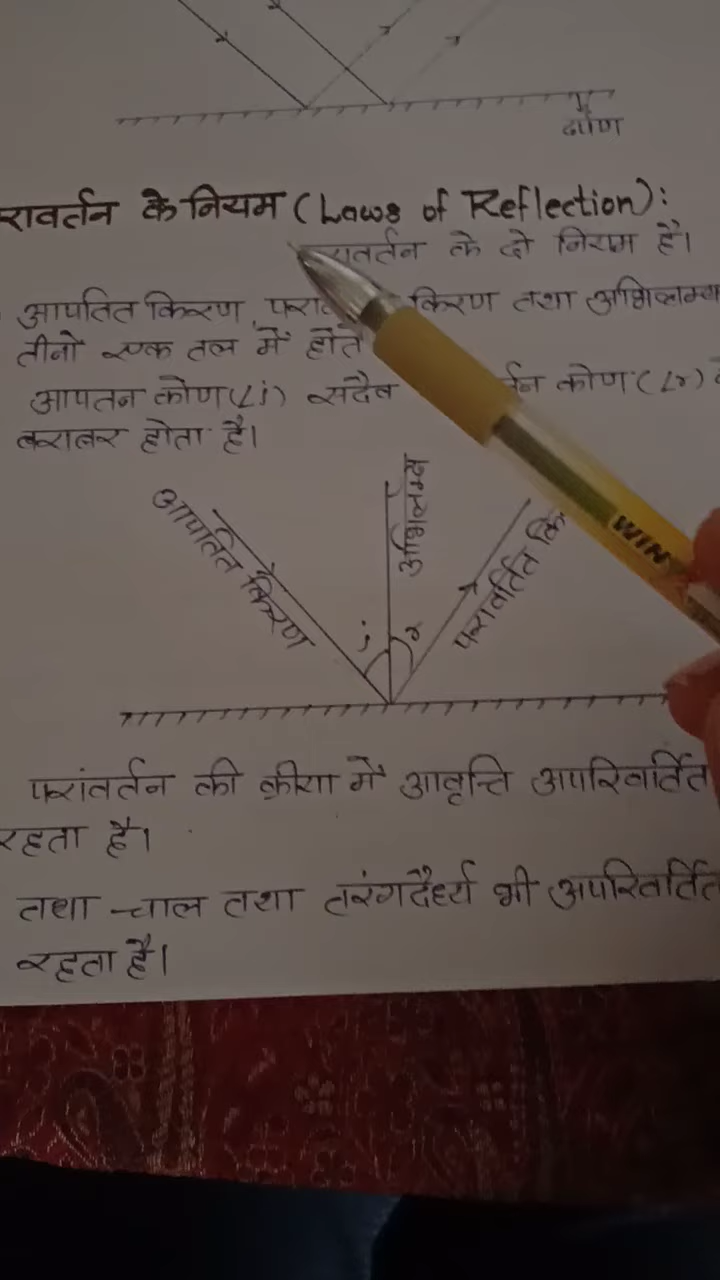 दर्पण
रावर्तन के नियम (Laws of Reflection):
रावर्तन के दो नियम है।
आपतित किरण, परा किरण तथा अभिलम्ब
तीनो एक तल में होते
आपतन कोण (∠i) सदैव र्तन कोण (∠r)
बराबर होता है।
आपतित किरण
अभिलम्ब
परावर्तित कि
i
r
WIN
परांवर्तन की क्रीया में आवृत्ति अपरिवर्तित
रहता है।
तथा चाल तथा तरंगदैर्ध्य भी अपरिवर्तित
रहता है।